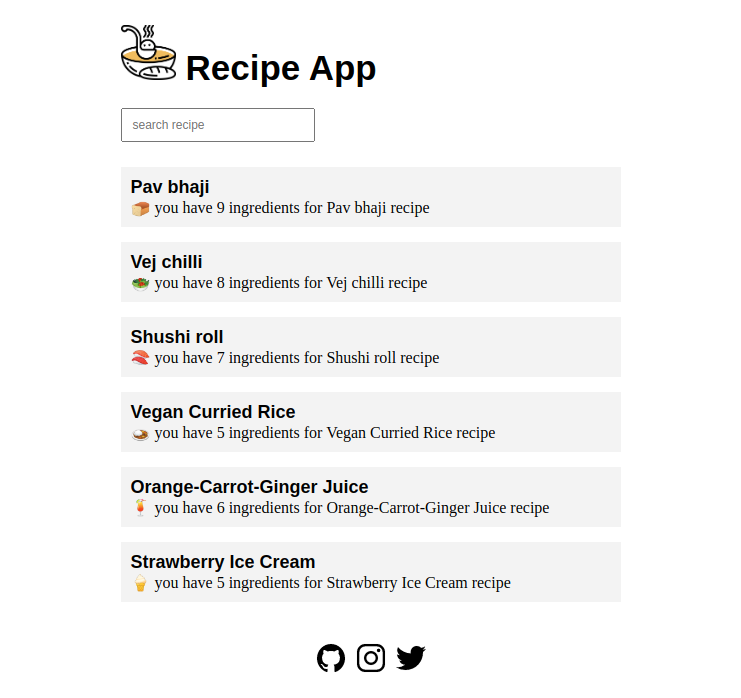 Recipe App
search recipe
Pav bhaji
🍞 you have 9 ingredients for Pav bhaji recipe
Vej chilli
🥗 you have 8 ingredients for Vej chilli recipe
Shushi roll
🍣 you have 7 ingredients for Shushi roll recipe
Vegan Curried Rice
🍛 you have 5 ingredients for Vegan Curried Rice recipe
Orange-Carrot-Ginger Juice
🍹 you have 6 ingredients for Orange-Carrot-Ginger Juice recipe
Strawberry Ice Cream
🍦 you have 5 ingredients for Strawberry Ice Cream recipe